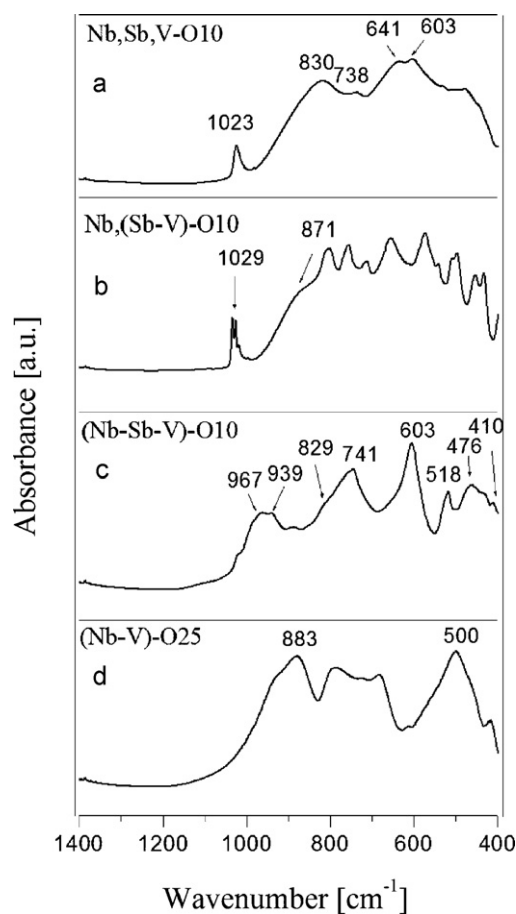 Nb,Sb,V-O10
641 603
830
738
a
1023
Nb,(Sb-V)-O10
871
1029
b
(Nb-Sb-V)-O10
603
410
829
741
476
967 939
518
c
(Nb-V)-O25
883
500
d
Absorbance [a.u.]
1400 1200 1000 800 600 400
Wavenumber [cm⁻¹]